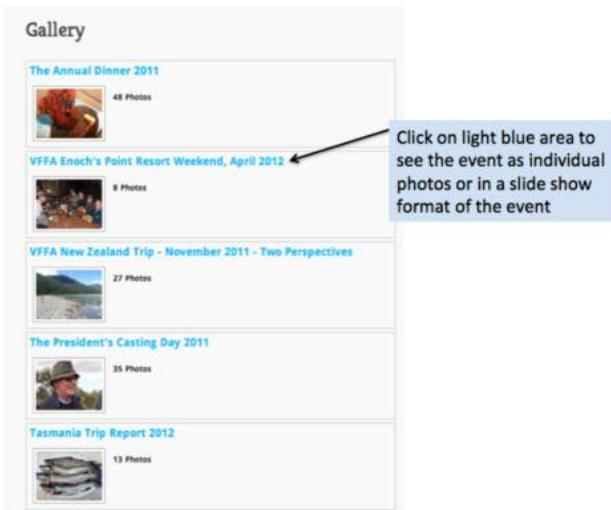 Gallery
The Annual Dinner 2011
48 Photos
VFFA Enoch's Point Resort Weekend, April 2012
8 Photos
VFFA New Zealand Trip - November 2011 - Two Perspectives
27 Photos
The President's Casting Day 2011
35 Photos
Tasmania Trip Report 2012
13 Photos
Click on light blue area to
see the event as individual
photos or in a slide show
format of the event